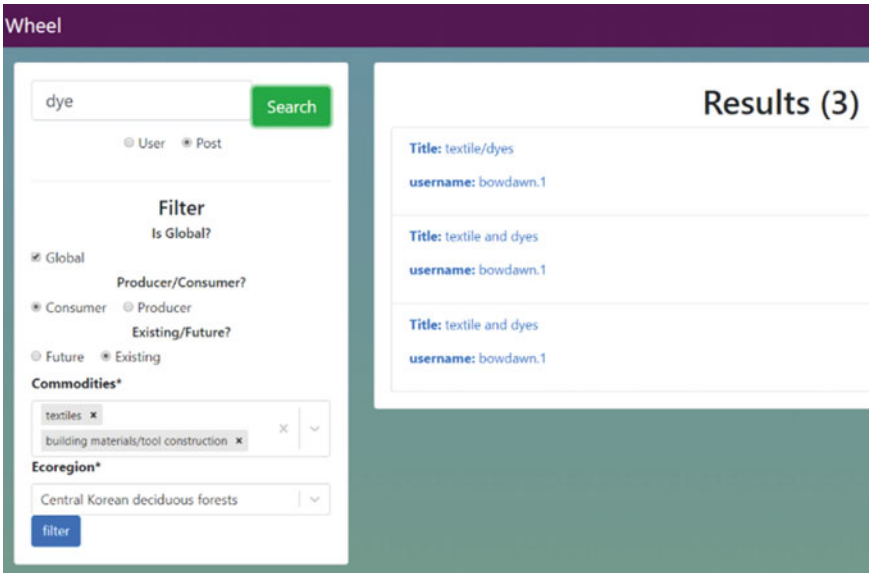 Wheel
dye
Search
User Post
Filter
Is Global?
Global
Producer/Consumer?
Consumer Producer
Existing/Future?
Future Existing
Commodities*
textiles ×
building materials/tool construction ×
Ecoregion*
Central Korean deciduous forests
filter
Results (3)
Title: textile/dyes
username: bowdawn.1
Title: textile and dyes
username: bowdawn.1
Title: textile and dyes
username: bowdawn.1